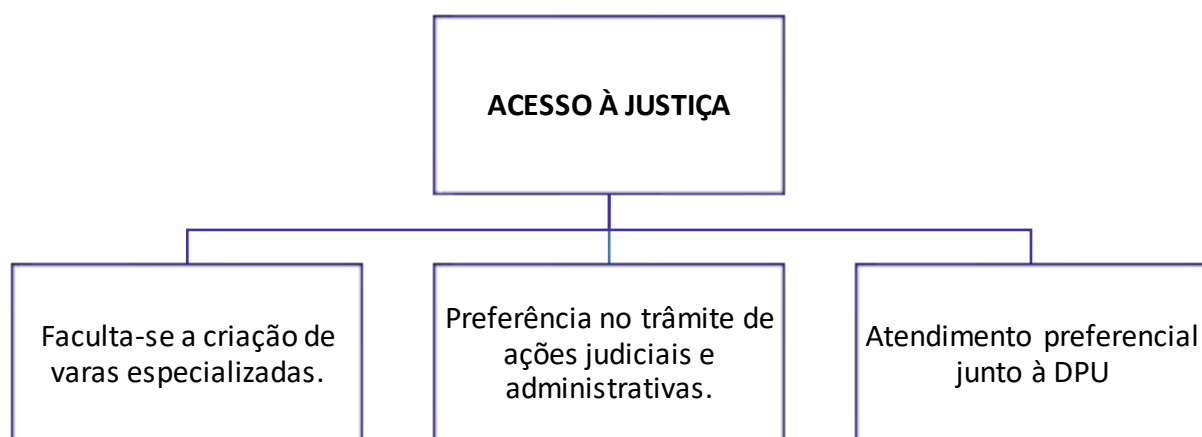 ACESSO À JUSTIÇA
Faculta-se a criação de
varas especializadas.
Preferência no trâmite de
ações judiciais e
administrativas.
Atendimento preferencial
junto à DPU